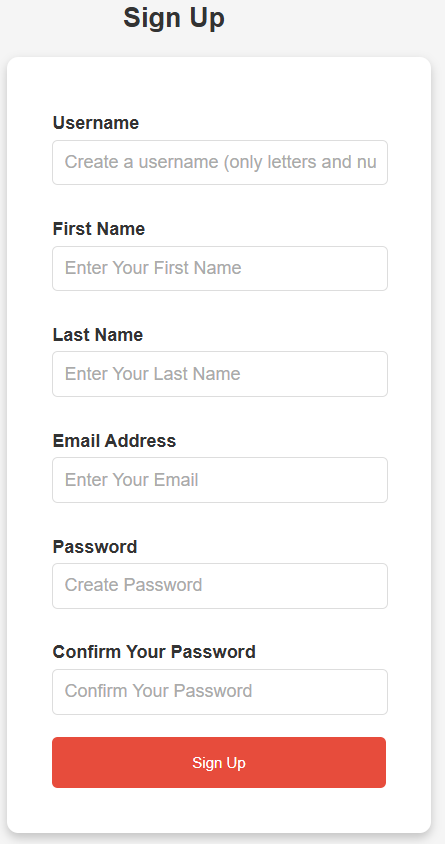 Sign Up
Username
Create a username (only letters and nu
First Name
Enter Your First Name
Last Name
Enter Your Last Name
Email Address
Enter Your Email
Password
Create Password
Confirm Your Password
Confirm Your Password
Sign Up